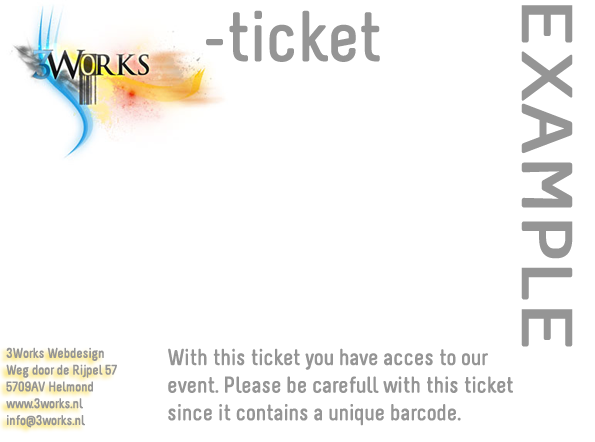 3WORKS
-ticket
EXAMPLE
3Works Webdesign
Weg door de Rijpel 57
5709AV Helmond
www.3works.nl
info@3works.nl
With this ticket you have acces to our
event. Please be carefull with this ticket
since it contains a unique barcode.